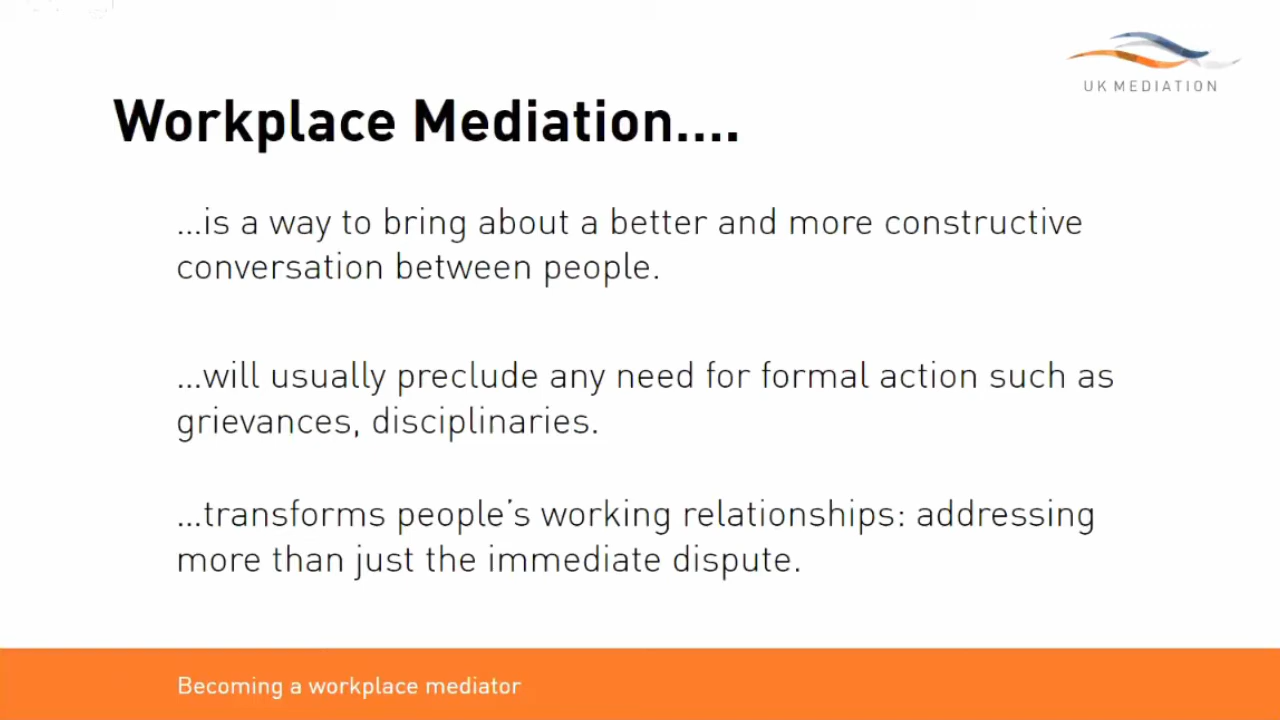 UK MEDIATION
Workplace Mediation....
...is a way to bring about a better and more constructive
conversation between people.
...will usually preclude any need for formal action such as
grievances, disciplinaries.
...transforms people's working relationships: addressing
more than just the immediate dispute.
Becoming a workplace mediator